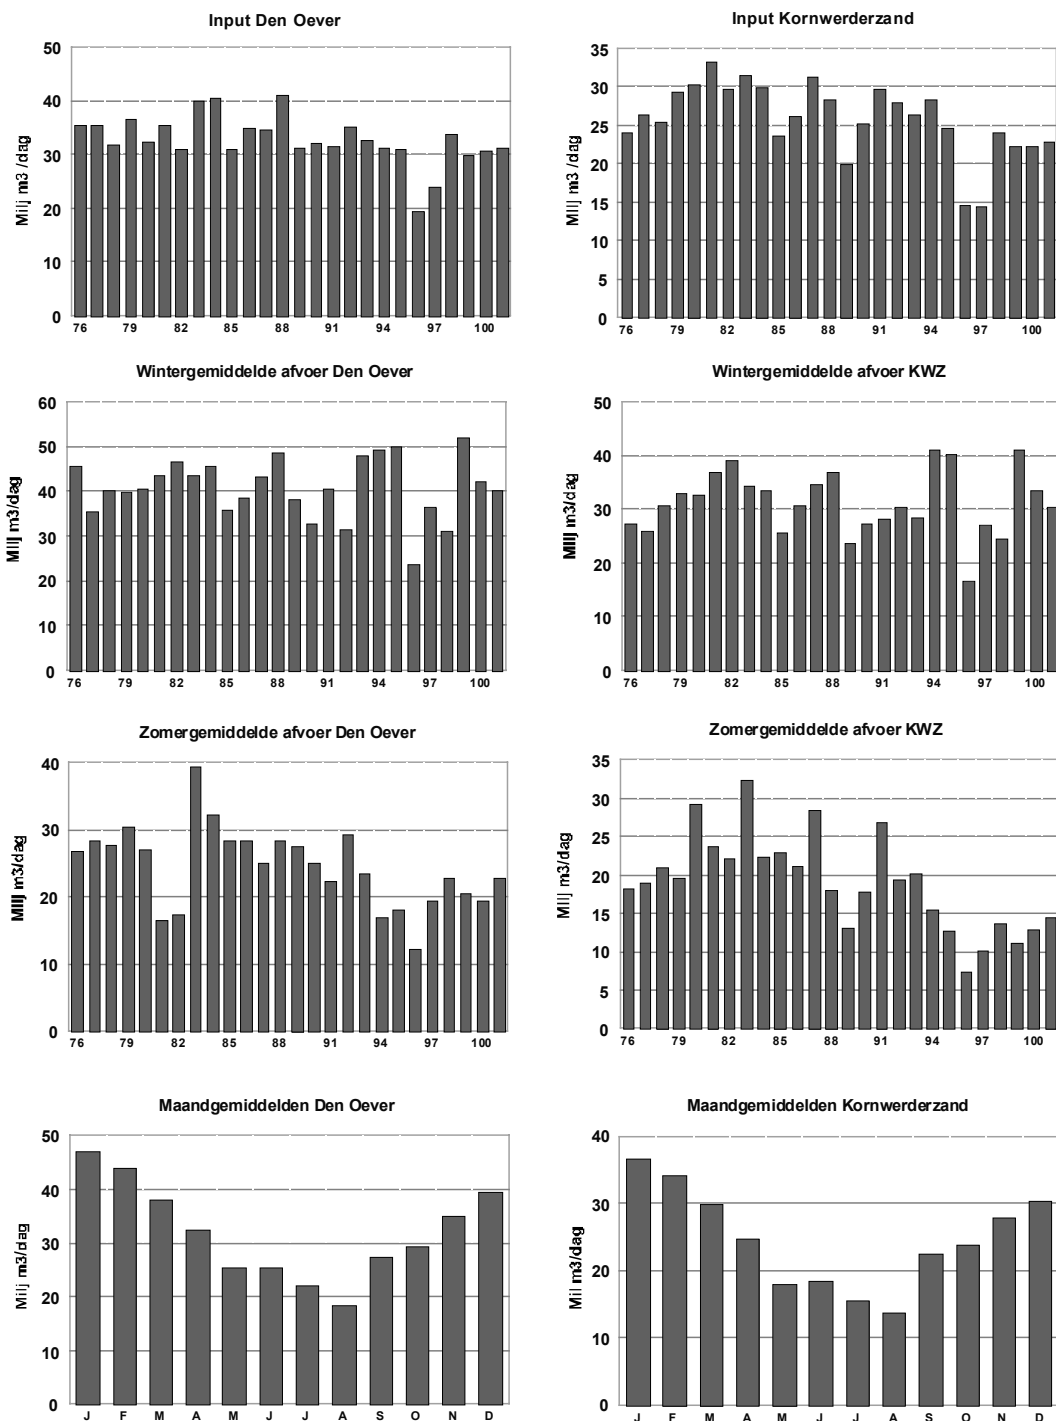 Input Den Oever
Milj m3 /dag
50
40
30
20
10
0
76 79 82 85 88 91 94 97 100
Input Kornwerderzand
Milj m3 /dag
35
30
25
20
15
10
5
0
76 79 82 85 88 91 94 97 100
Wintergemiddelde afvoer Den Oever
Milj m3/dag
60
50
40
30
20
10
0
76 79 82 85 88 91 94 97 100
Wintergemiddelde afvoer KWZ
Milj m3/dag
50
40
30
20
10
0
76 79 82 85 88 91 94 97 100
Zomergemiddelde afvoer Den Oever
Milj m3/dag
40
30
20
10
0
76 79 82 85 88 91 94 97 100
Zomergemiddelde afvoer KWZ
Milj m3/dag
35
30
25
20
15
10
5
0
76 79 82 85 88 91 94 97 100
Maandgemiddelden Den Oever
Milj m3/dag
50
40
30
20
10
0
J F M A M J J A S O N D
Maandgemiddelden Kornwerderzand
Mil m3/dag
40
30
20
10
0
J F M A M J J A S O N D